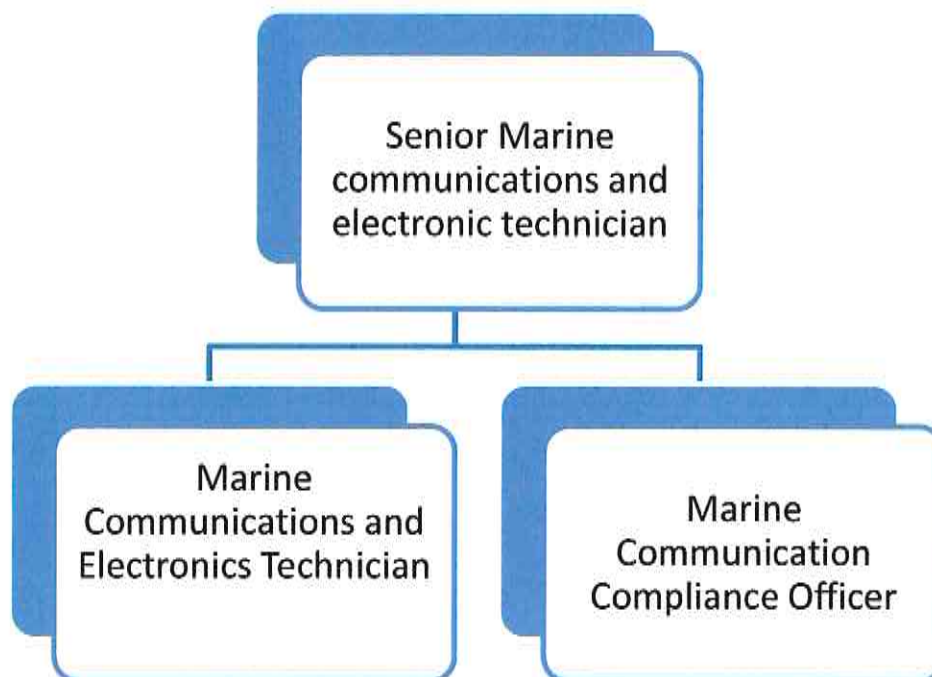 Senior Marine
communications and
electronic technician
Marine
Communications and
Electronics Technician
Marine
Communication
Compliance Officer